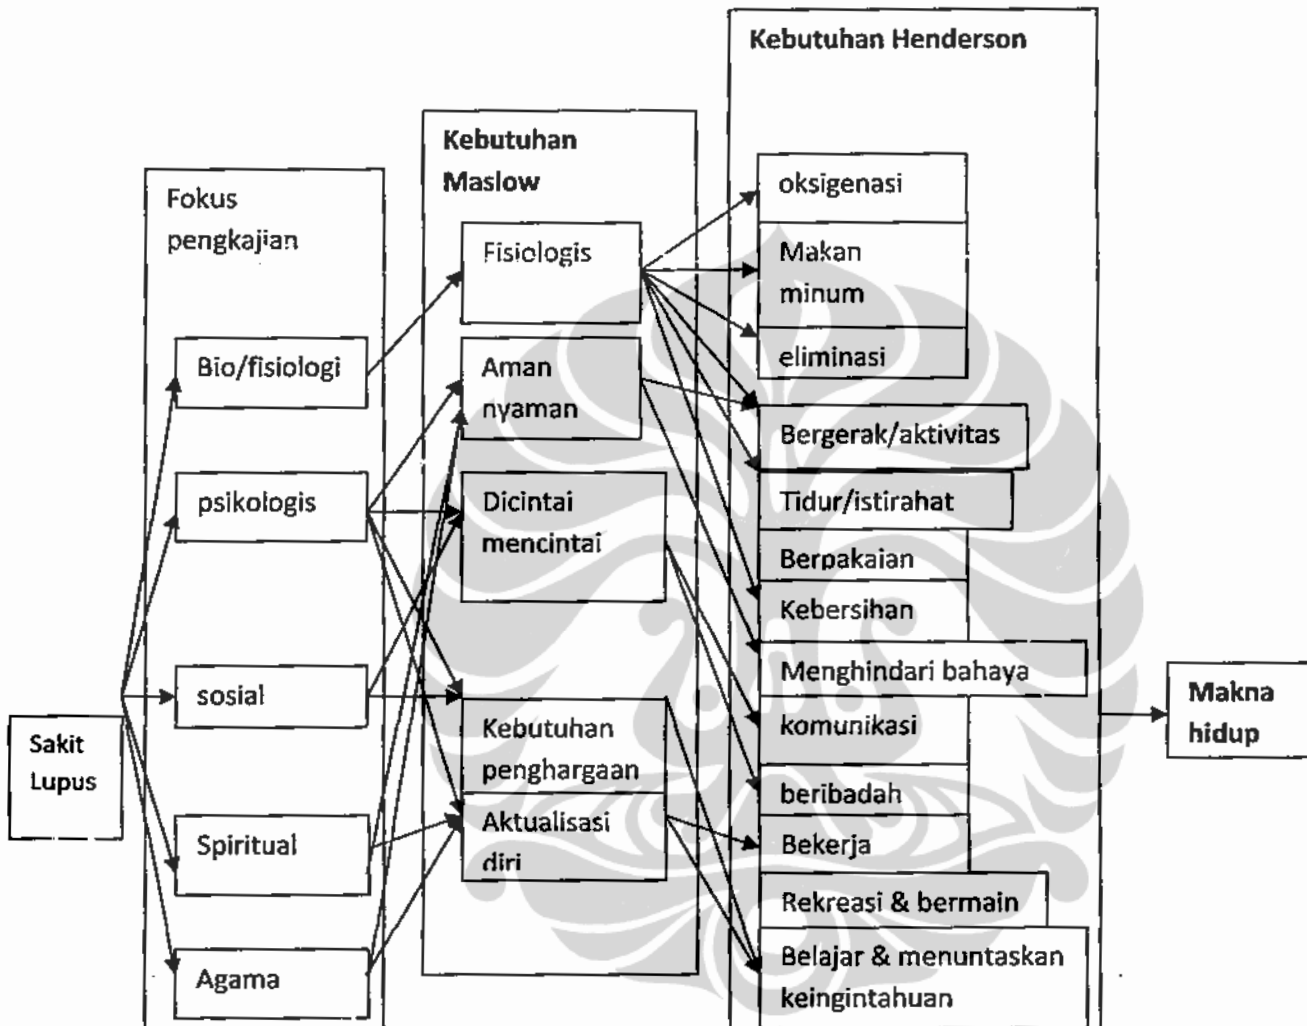 Sakit
Lupus
Fokus
pengkajian
Bio/fisiologi
psikologis
sosial
Spiritual
Agama
Kebutuhan
Maslow
Fisiologis
Aman
nyaman
Dicintai
mencintai
Kebutuhan
penghargaan
Aktualisasi
diri
Kebutuhan Henderson
oksigenasi
Makan
minum
eliminasi
Bergerak/aktivitas
Tidur/istirahat
Berpakaian
Kebersihan
Menghindari bahaya
komunikasi
beribadah
Bekerja
Rekreasi & bermain
Belajar & menuntaskan
keingintahuan
Makna
hidup